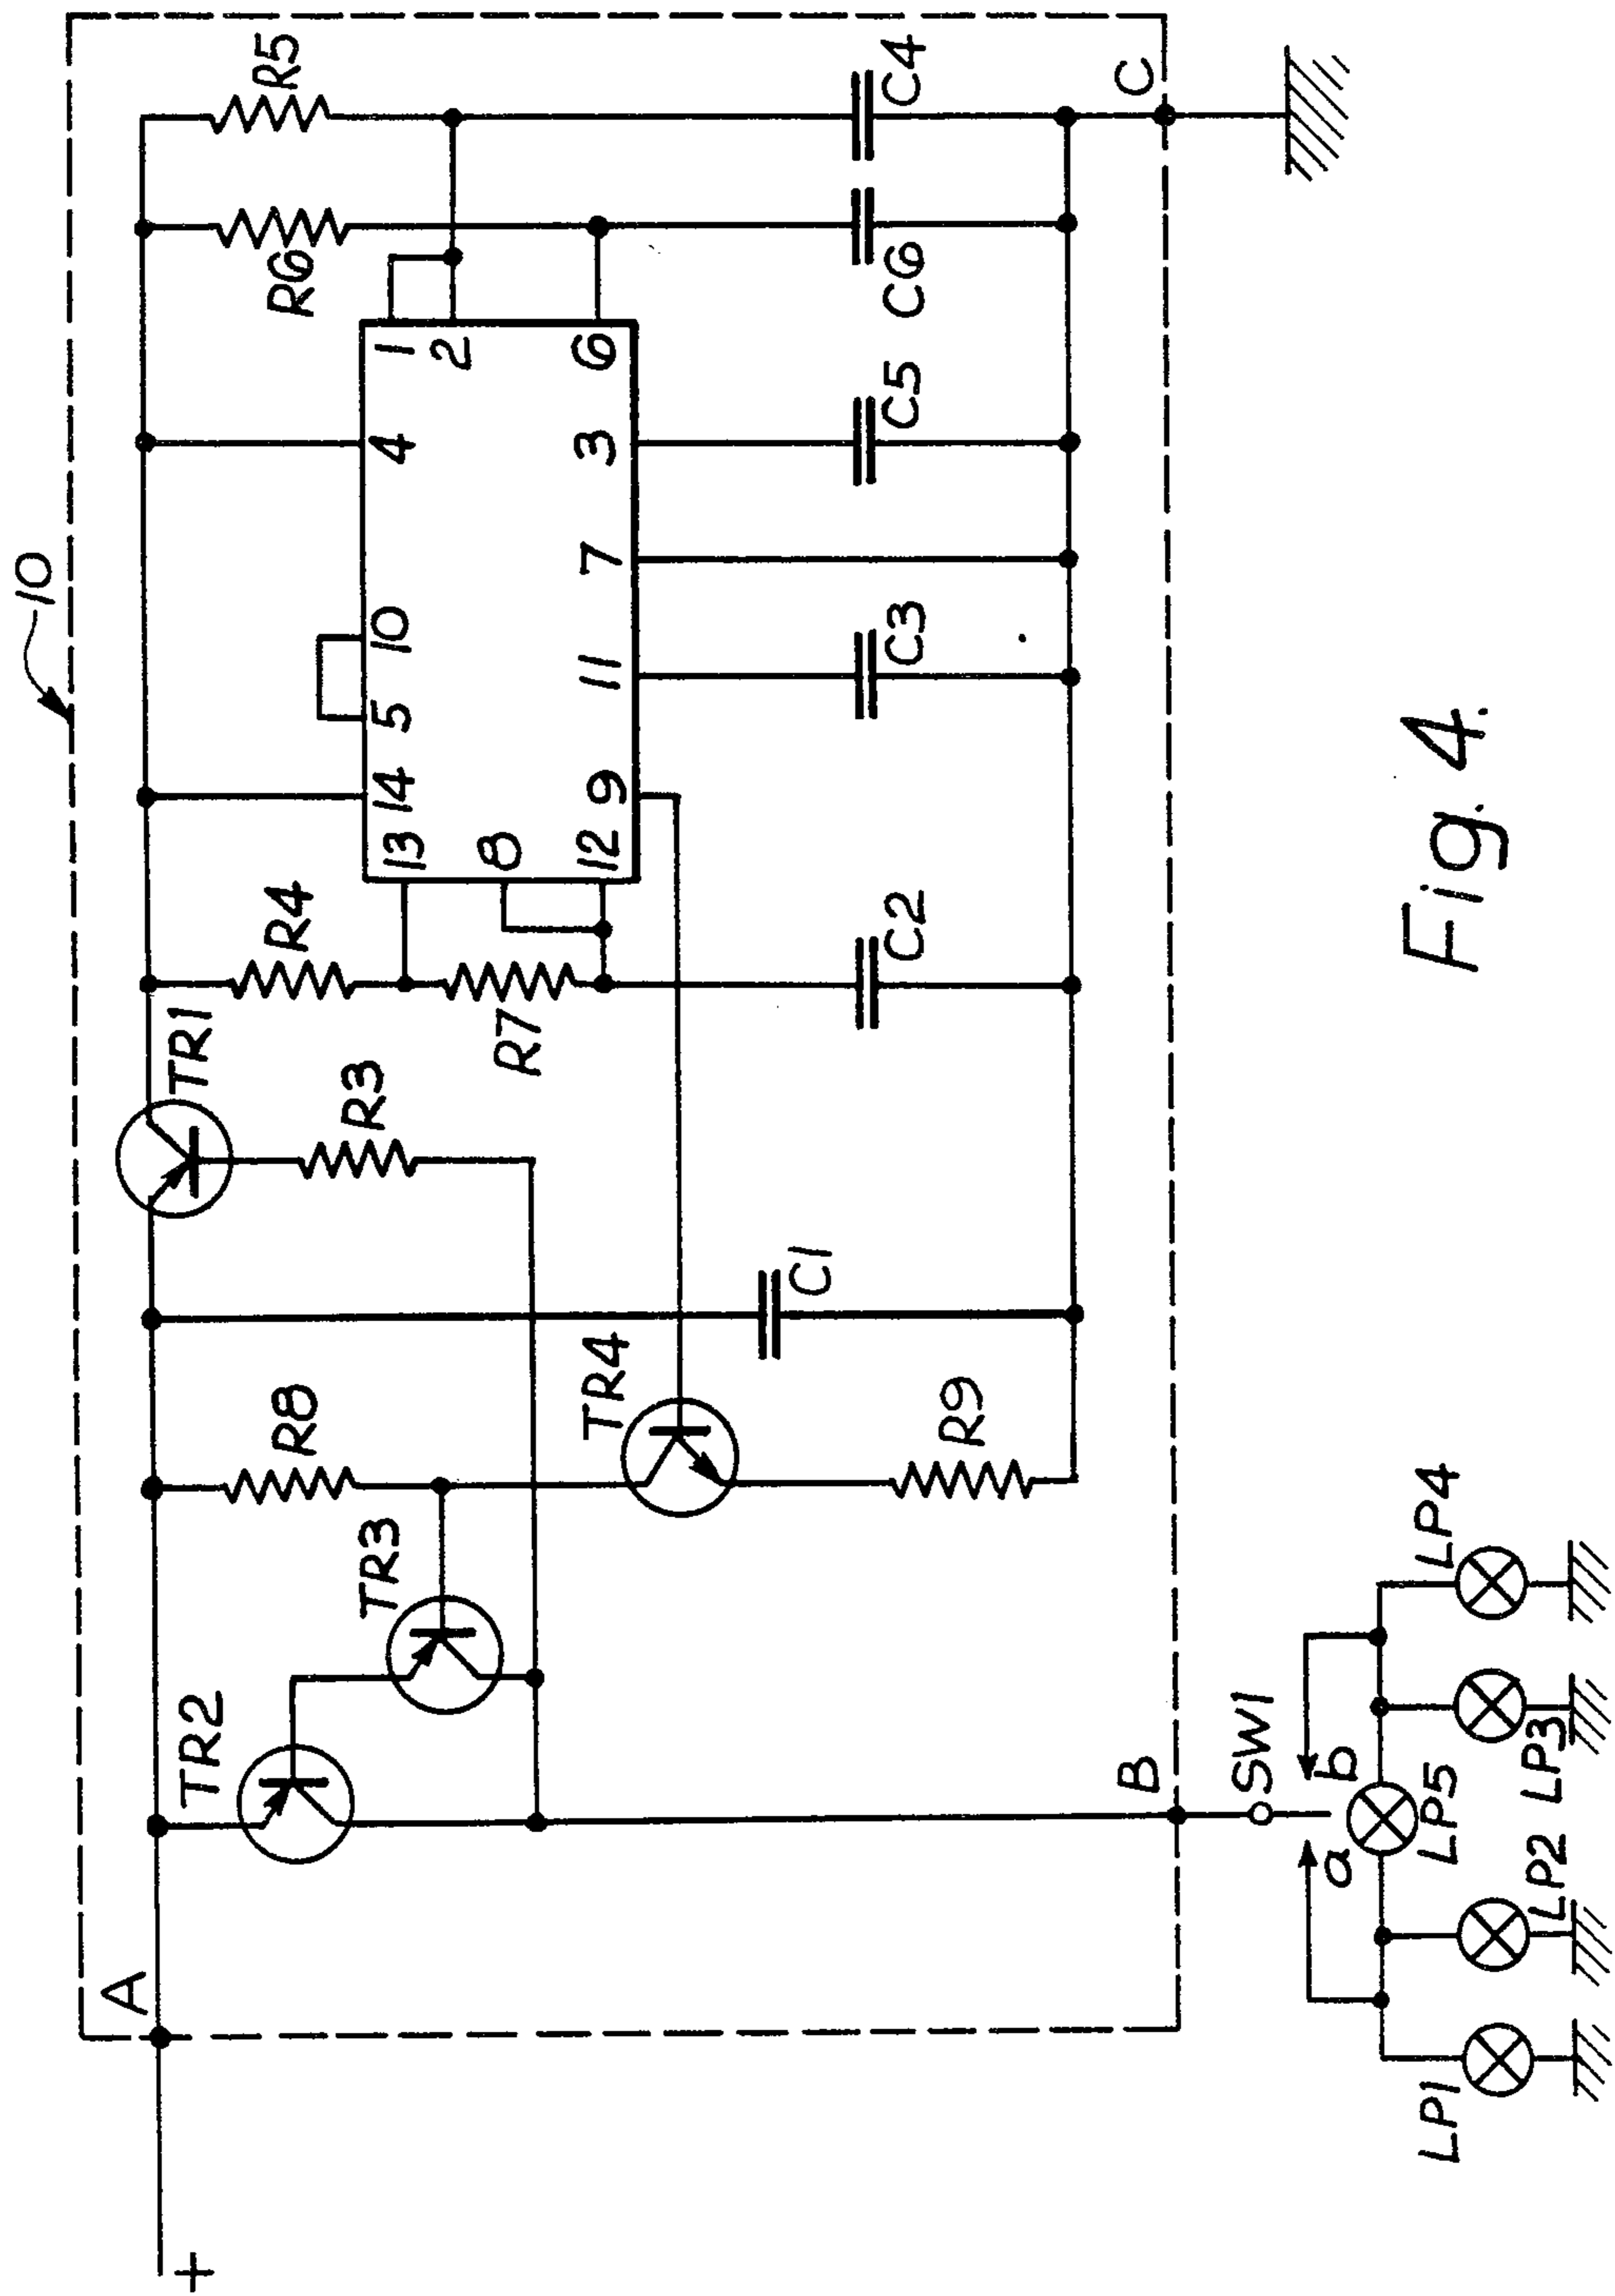 10
A
TR2
TR3
R8
TR4
R9
C1
TR1
R3
R4
R7
C2
13
14
5
10
4
1
2
8
12
9
11
7
3
6
C3
C5
R6
C6
R5
C4
C
+
B
SW1
a
b
LP1
LP2
LP5
LP3
LP4
Fig. 4.